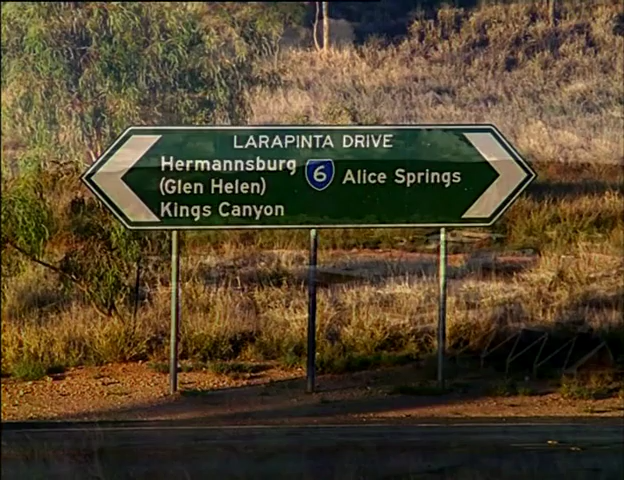 LARAPINTA DRIVE
Hermannsburg
(Glen Helen)
Kings Canyon
6
Alice Springs